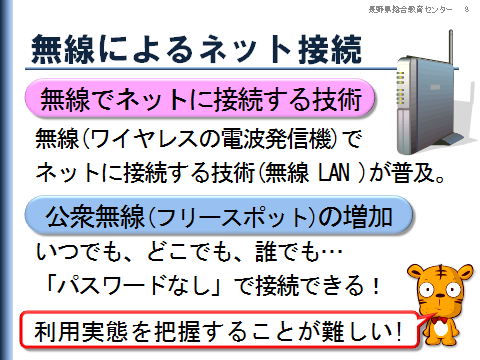 長野県総合教育センター 8
無線によるネット接続
無線でネットに接続する技術
無線(ワイヤレスの電波発信機)で
ネットに接続する技術(無線 LAN )が普及。
公衆無線(フリースポット)の増加
いつでも、どこでも、誰でも…
「パスワードなし」で接続できる!
利用実態を把握することが難しい!